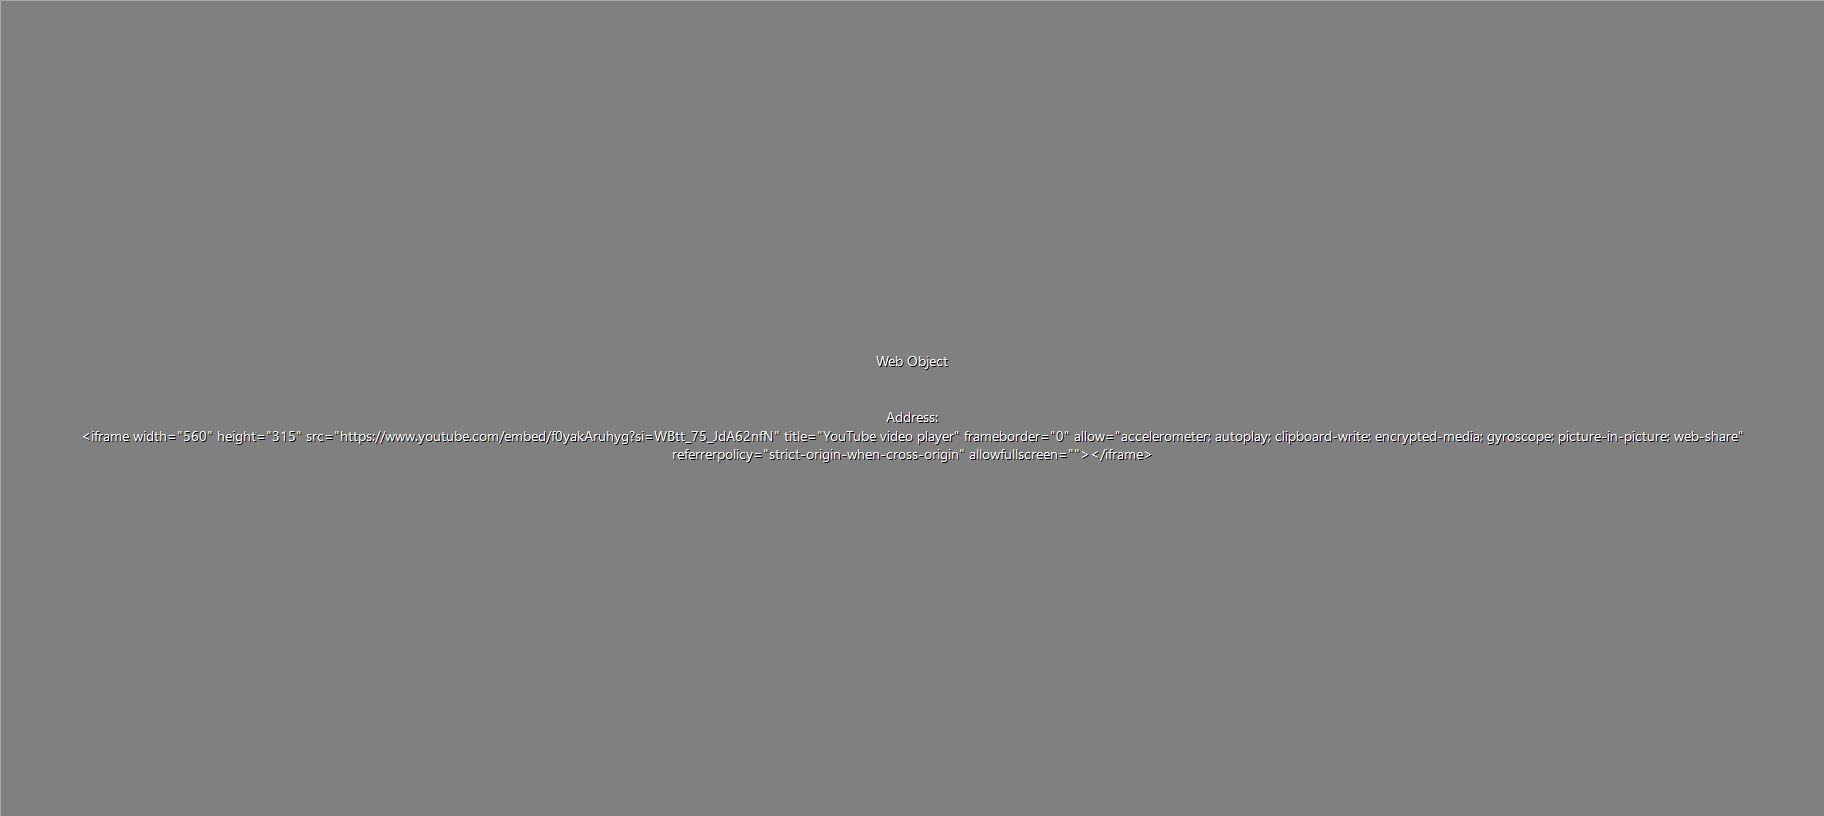 Web Object
Address:
<iframe width="560" height="315" src="https://www.youtube.com/embed/f0yakAruhyg?si=WBtt_75_JdA62nfN" title="YouTube video player" frameborder="0" allow="accelerometer; autoplay; clipboard-write; encrypted-media; gyroscope; picture-in-picture; web-share"
referrerpolicy="strict-origin-when-cross-origin" allowfullscreen=""></iframe>